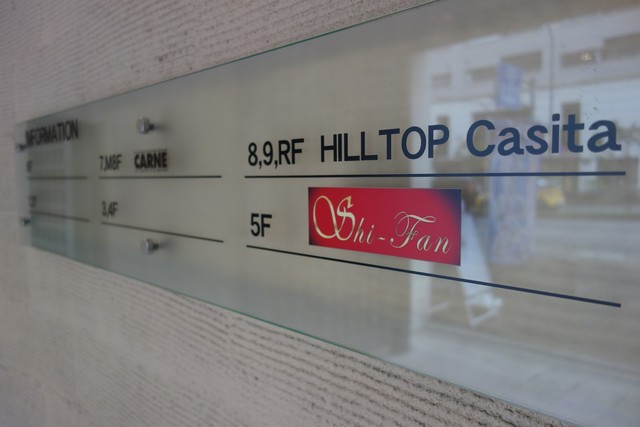 INFORMATION
7,M8F CARNE
3,4F
8,9,RF HILLTOP Casita
5F Shi-Fan